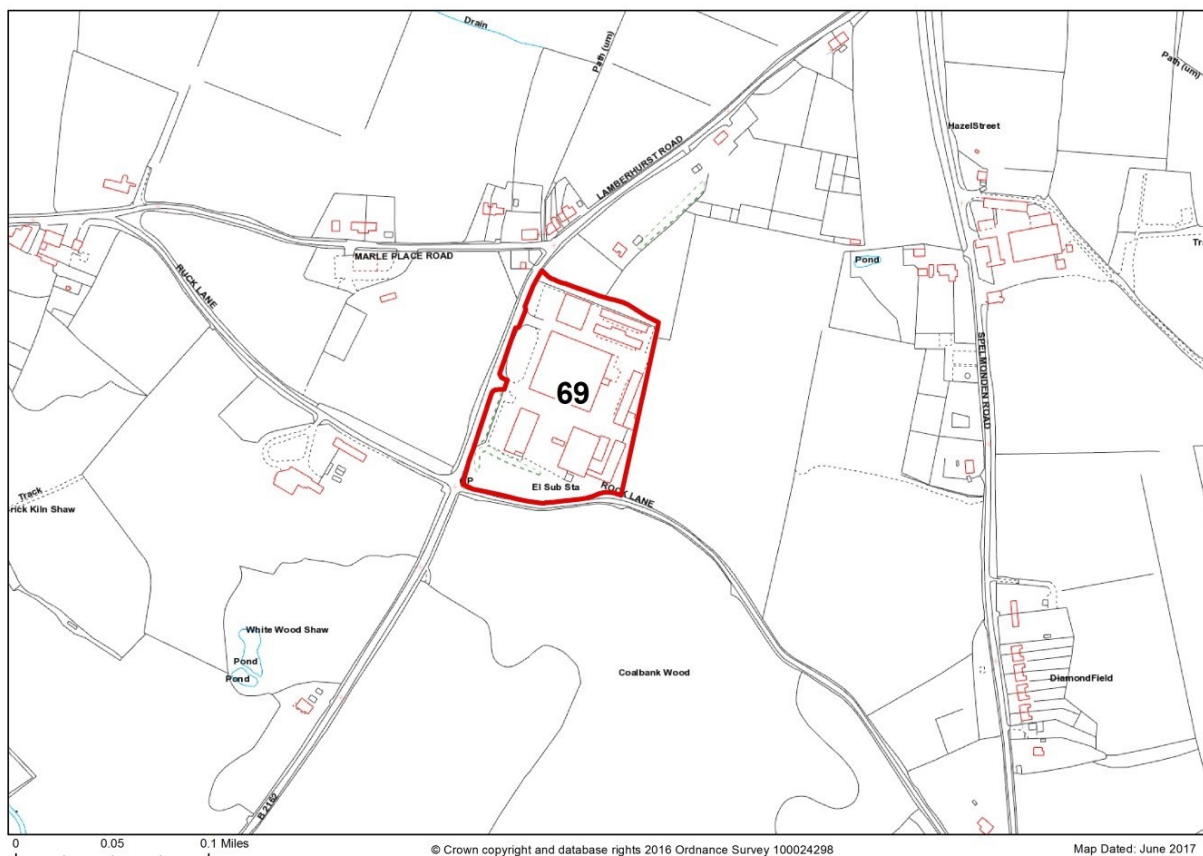 Drain
Path (um)
Path (um)
HazelStreet
LAMBERHURST ROAD
MARLE PLACE ROAD
Pond
RUCK LANE
SPELMONDEN ROAD
69
P
El Sub Sta
ROCK LANE
Track
rick Kiln Shaw
White Wood Shaw
Pond
Pond
Coalbank Wood
DiamondField
B 2162
0 0.05 0.1 Miles
© Crown copyright and database rights 2016 Ordnance Survey 100024298
Map Dated: June 2017